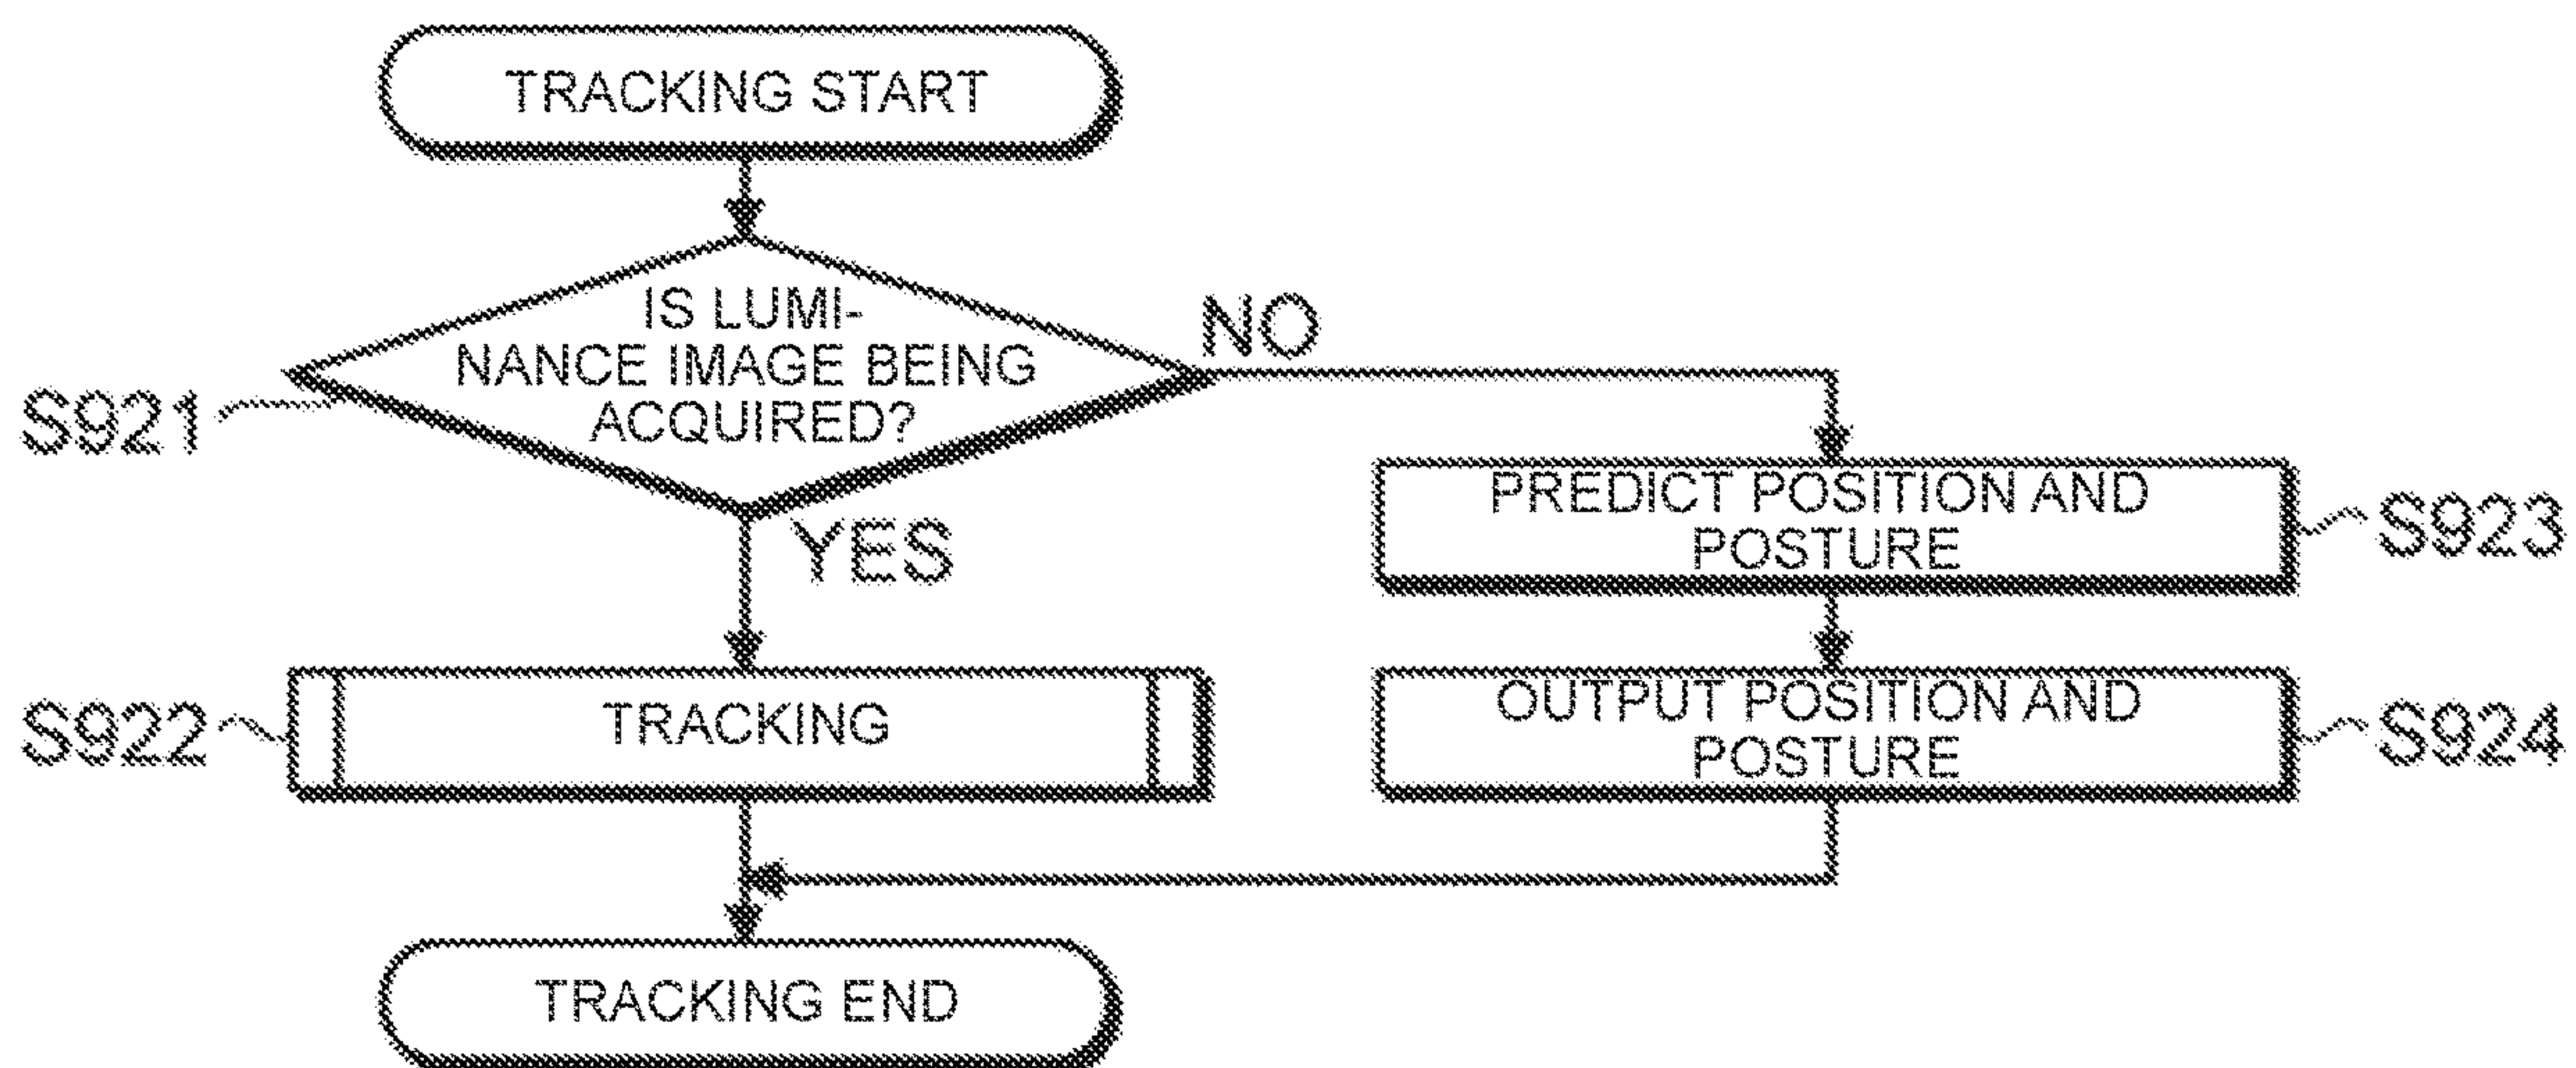 TRACKING START
IS LUMI-
NANCE IMAGE BEING
ACQUIRED?
NO
S921
YES
PREDICT POSITION AND
POSTURE
S923
S922
TRACKING
OUTPUT POSITION AND
POSTURE
S924
TRACKING END